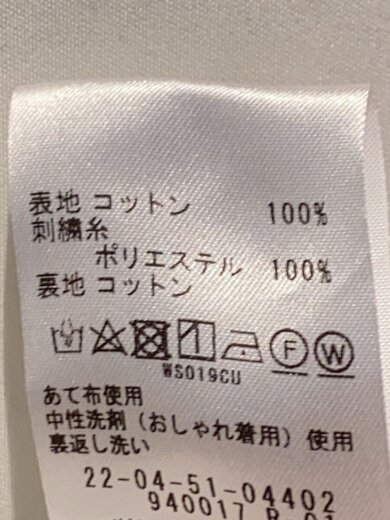 表地 コットン 100%
刺繍糸
ポリエステル 100%
裏地 コットン
F W
WS019CU
あて布使用
中性洗剤（おしゃれ着用）使用
裏返し洗い
22-04-51-04402
940017 R 01